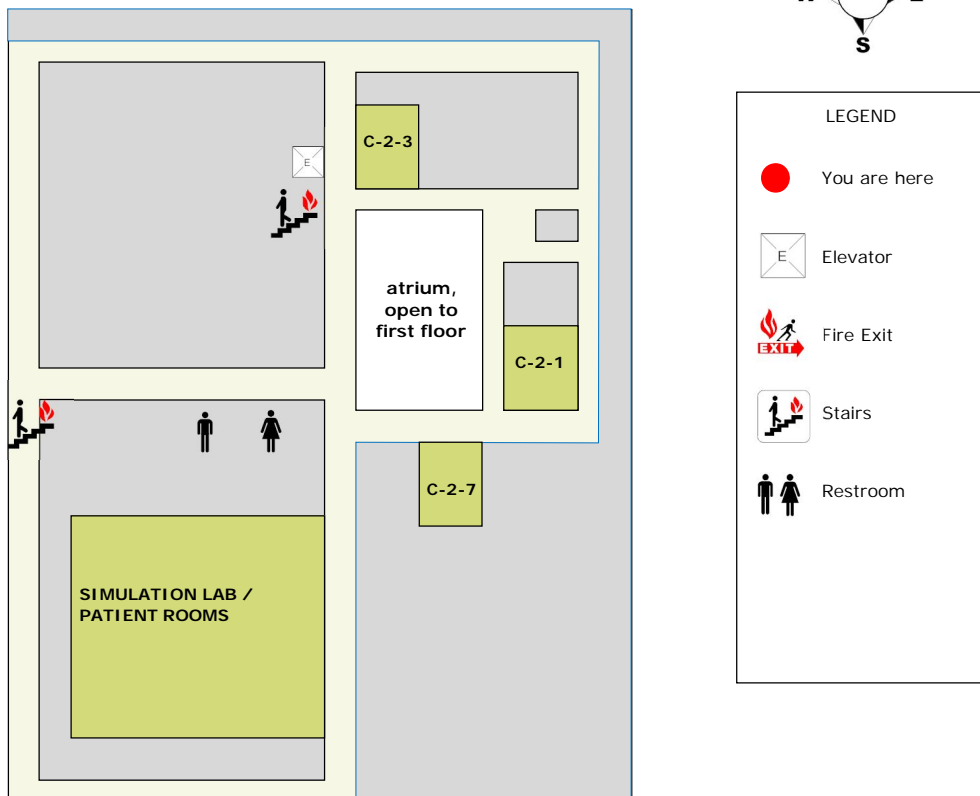 S
C-2-3
E
atrium,
open to
first floor
C-2-1
C-2-7
SIMULATION LAB /
PATIENT ROOMS
LEGEND
You are here
E
Elevator
EXIT
Fire Exit
Stairs
Restroom